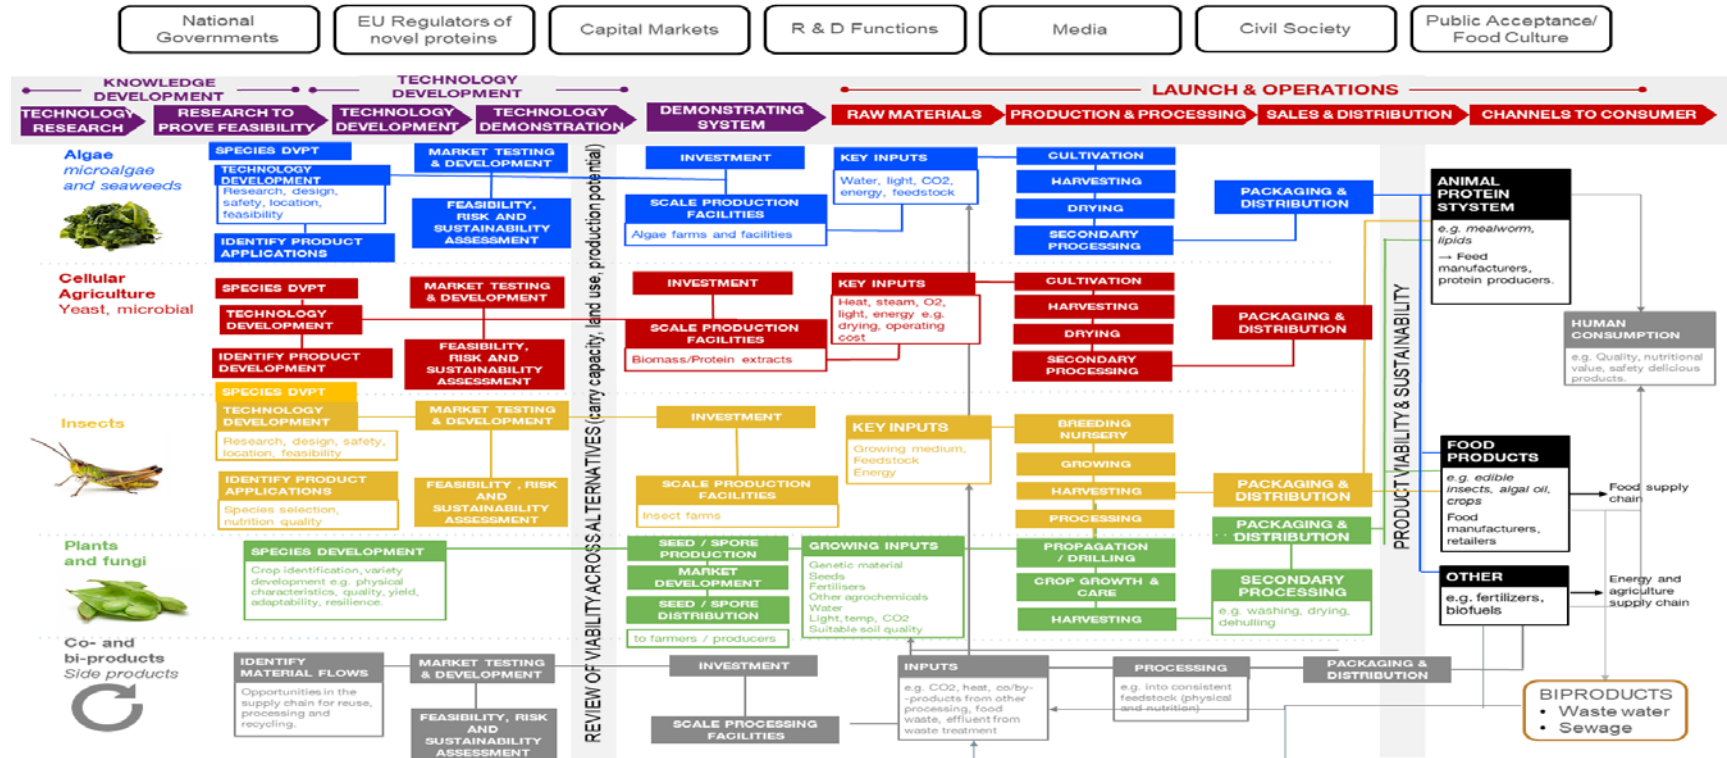 National
Governments
EU Regulators of
novel proteins
Capital Markets
R & D Functions
Media
Civil Society
Public Acceptance/
Food Culture
KNOWLEDGE
DEVELOPMENT
TECHNOLOGY
DEVELOPMENT
LAUNCH & OPERATIONS
TECHNOLOGY
RESEARCH
RESEARCH TO
PROVE FEASIBILITY
TECHNOLOGY
DEVELOPMENT
TECHNOLOGY
DEMONSTRATION
DEMONSTRATING
SYSTEM
RAW MATERIALS
PRODUCTION & PROCESSING
SALES & DISTRIBUTION
CHANNELS TO CONSUMER
Algae
microalgae
and seaweeds
SPECIES DVPT
TECHNOLOGY
DEVELOPMENT
Research, design,
safety, location,
feasibility
IDENTIFY PRODUCT
APPLICATIONS
MARKET TESTING
& DEVELOPMENT
FEASIBILITY,
RISK AND
SUSTAINABILITY
ASSESSMENT
INVESTMENT
SCALE PRODUCTION
FACILITIES
Algae farms and facilities
KEY INPUTS
Water, light, CO2,
energy, feedstock
CULTIVATION
HARVESTING
DRYING
SECONDARY
PROCESSING
PACKAGING &
DISTRIBUTION
Cellular
Agriculture
Yeast, microbial
SPECIES DVPT
TECHNOLOGY
DEVELOPMENT
IDENTIFY PRODUCT
DEVELOPMENT
MARKET TESTING
& DEVELOPMENT
FEASIBILITY,
RISK AND
SUSTAINABILITY
ASSESSMENT
INVESTMENT
SCALE PRODUCTION
FACILITIES
Biomass/Protein extracts
KEY INPUTS
Heat, steam, O2,
light, energy e.g.
drying, operating
cost
CULTIVATION
HARVESTING
DRYING
SECONDARY
PROCESSING
PACKAGING &
DISTRIBUTION
Insects
SPECIES DVPT
TECHNOLOGY
DEVELOPMENT
Research, design, safety,
location, feasibility
IDENTIFY PRODUCT
APPLICATIONS
Species selection,
nutrition quality
MARKET TESTING
& DEVELOPMENT
FEASIBILITY , RISK
AND
SUSTAINABILITY
ASSESSMENT
INVESTMENT
SCALE PRODUCTION
FACILITIES
Insect farms
KEY INPUTS
Growing medium,
Feedstock
Energy
BREEDING
NURSERY
GROWING
HARVESTING
PROCESSING
PACKAGING &
DISTRIBUTION
Plants
and fungi
SPECIES DEVELOPMENT
Crop identification, variety
development e.g. physical
characteristics, quality, yield,
adaptability, resilience.
SEED / SPORE
PRODUCTION
MARKET
DEVELOPMENT
SEED / SPORE
DISTRIBUTION
to farmers / producers
GROWING INPUTS
Genetic material
Seeds
Fertilisers
Other agrochemicals
Water
Light, temp, CO2
Suitable soil quality
PROPAGATION
/ DRILLING
CROP GROWTH &
CARE
HARVESTING
PACKAGING &
DISTRIBUTION
SECONDARY
PROCESSING
e.g. washing, drying,
dehulling
Co- and
bi-products
Side products
IDENTIFY
MATERIAL FLOWS
Opportunities in the
supply chain for reuse,
processing and
recycling.
MARKET TESTING
& DEVELOPMENT
FEASIBILITY, RISK
AND
SUSTAINABILITY
ASSESSMENT
INVESTMENT
SCALE PROCESSING
FACILITIES
INPUTS
e.g. CO2, heat, co/by-
-products from other
processing, food
waste, effluent from
waste treatment
PROCESSING
e.g. into consistent
feedstock (physical
and nutrition)
PACKAGING &
DISTRIBUTION
REVIEW OF VIABILITY ACROSS ALTERNATIVES (carry capacity, land use, production potential)
PRODUCT VIABILITY & SUSTAINABILITY
ANIMAL
PROTEIN
STYSTEM
e.g. mealworm,
lipids
→ Feed
manufacturers,
protein producers.
HUMAN
CONSUMPTION
e.g. Quality, nutritional
value, safety delicious
products.
FOOD
PRODUCTS
e.g. edible
insects, algal oil,
crops
Food
manufacturers,
retailers
Food supply
chain
OTHER
e.g. fertilizers,
biofuels
Energy and
agriculture
supply chain
BIPRODUCTS
• Waste water
• Sewage